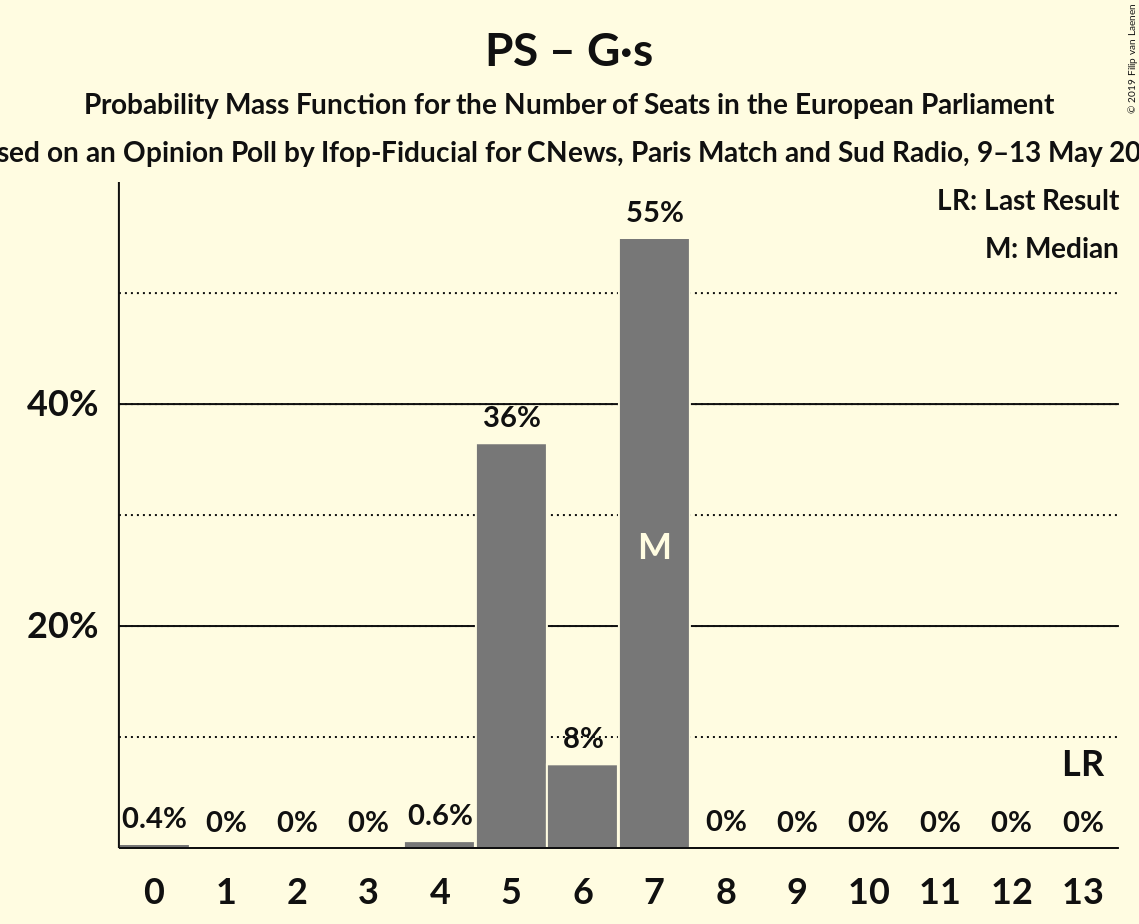 PS – G·s
Probability Mass Function for the Number of Seats in the European Parliament
sed on an Opinion Poll by Ifop-Fiducial for CNews, Paris Match and Sud Radio, 9–13 May 20
© 2019 Filip van Laenen
LR: Last Result
M: Median
55%
40%
36%
M
20%
8%
LR
0.4% 0% 0% 0% 0.6% 0% 0% 0% 0% 0% 0%
0 1 2 3 4 5 6 7 8 9 10 11 12 13